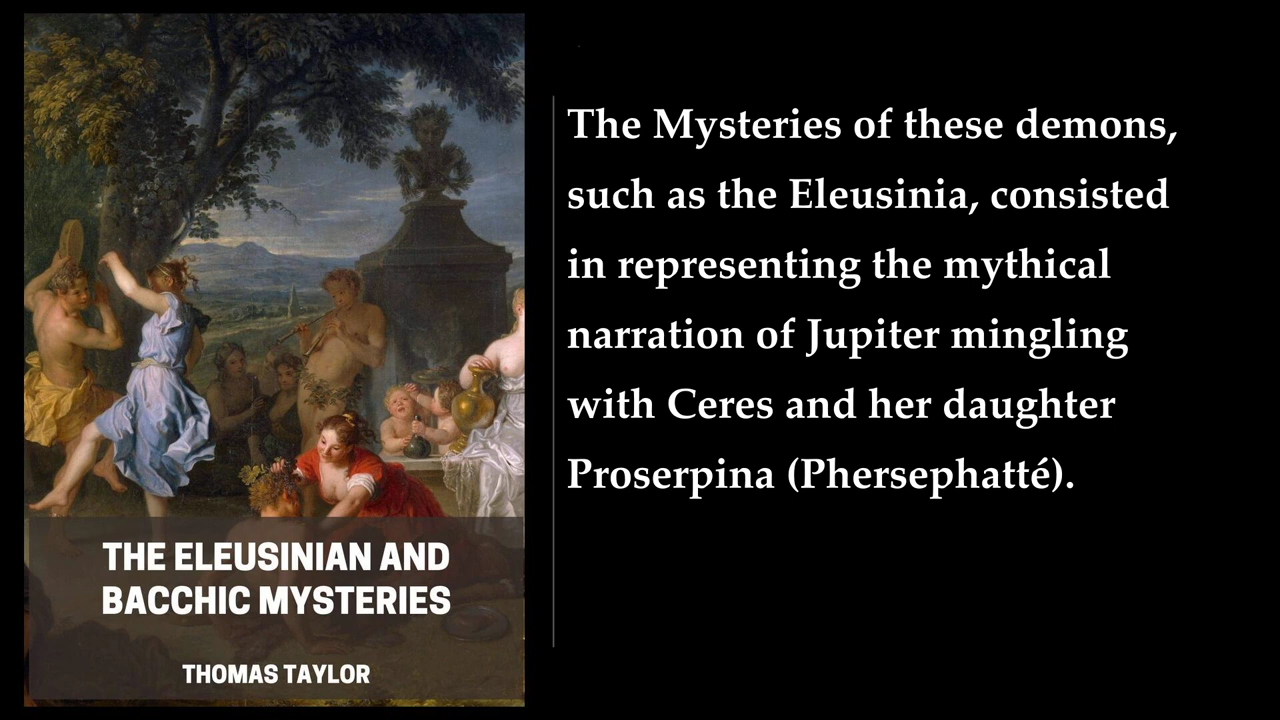 The Mysteries of these demons,
such as the Eleusinia, consisted
in representing the mythical
narration of Jupiter mingling
with Ceres and her daughter
Proserpina (Phersephatté).
THE ELEUSINIAN AND
BACCHIC MYSTERIES
THOMAS TAYLOR